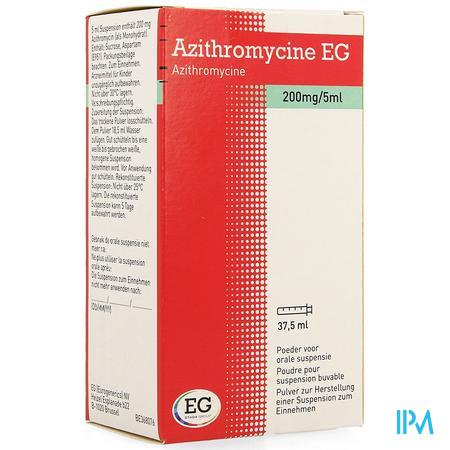 5 ml Suspension enthält 200 mg
Azithromycin (als Monohydrat).
Enthält: Sucrose, Aspartam
(E951). Packungsbeilage
beachten. Zum Einnehmen.
Arzneimittel für Kinder
unzugänglich aufbewahren.
Nicht über 30°C lagern.
Verschreibungspflichtig.
Zubereitung der Suspension:
Das trockene Pulver losschütteln.
Dem Pulver 18,5 ml Wasser
zufügen. Gut schütteln bis eine
weiße bis gebrochen weiße,
homogene Suspension
bekommen wird. Vor Anwendung
gut schütteln. Rekonstituierte
Suspension: Nicht über 25°C
lagern. Die rekonstituierte
Suspension kann 5 Tage
aufbewahrt werden.
Gebruik de orale suspensie niet
meer na:
Ne plus utiliser la suspension
orale après:
Die Suspension zum Einnehmen
nicht mehr anwenden nach:
(DD/MM/YY)
EG (Eurogenerics) NV
Heizel Esplanade b22
B-1020 Brussel
BE368076
Azithromycine EG
Azithromycine
200mg/5ml
37,5 ml
Poeder voor
orale suspensie
Poudre pour
suspension buvable
Pulver zur Herstellung
einer Suspension zum
Einnehmen
EG
STADA GROUP
IPM